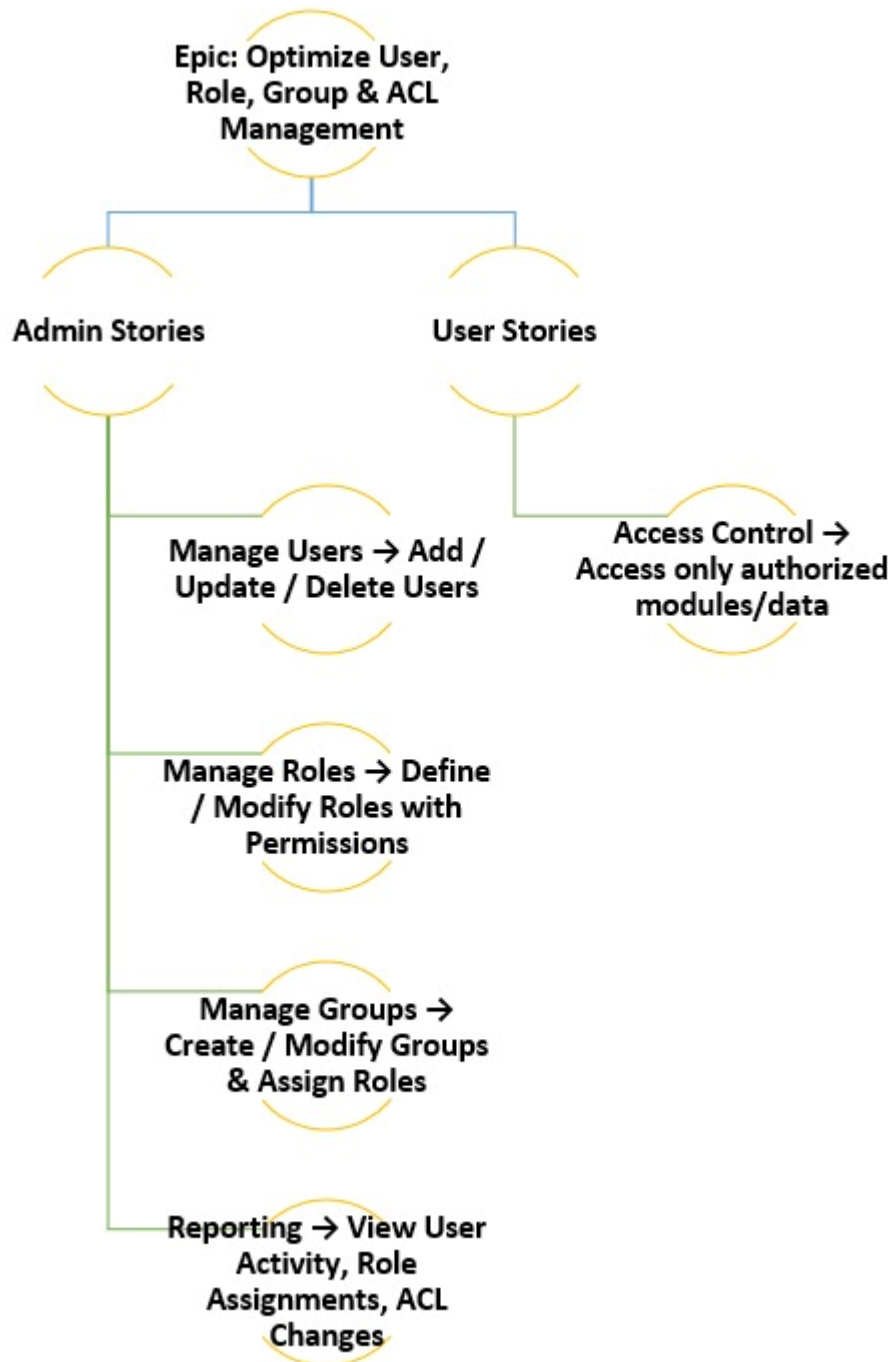 Epic: Optimize User,
Role, Group & ACL
Management
Admin Stories
User Stories
Manage Users → Add /
Update / Delete Users
Access Control →
Access only authorized
modules/data
Manage Roles → Define
/ Modify Roles with
Permissions
Manage Groups →
Create / Modify Groups
& Assign Roles
Reporting → View User
Activity, Role
Assignments, ACL
Changes